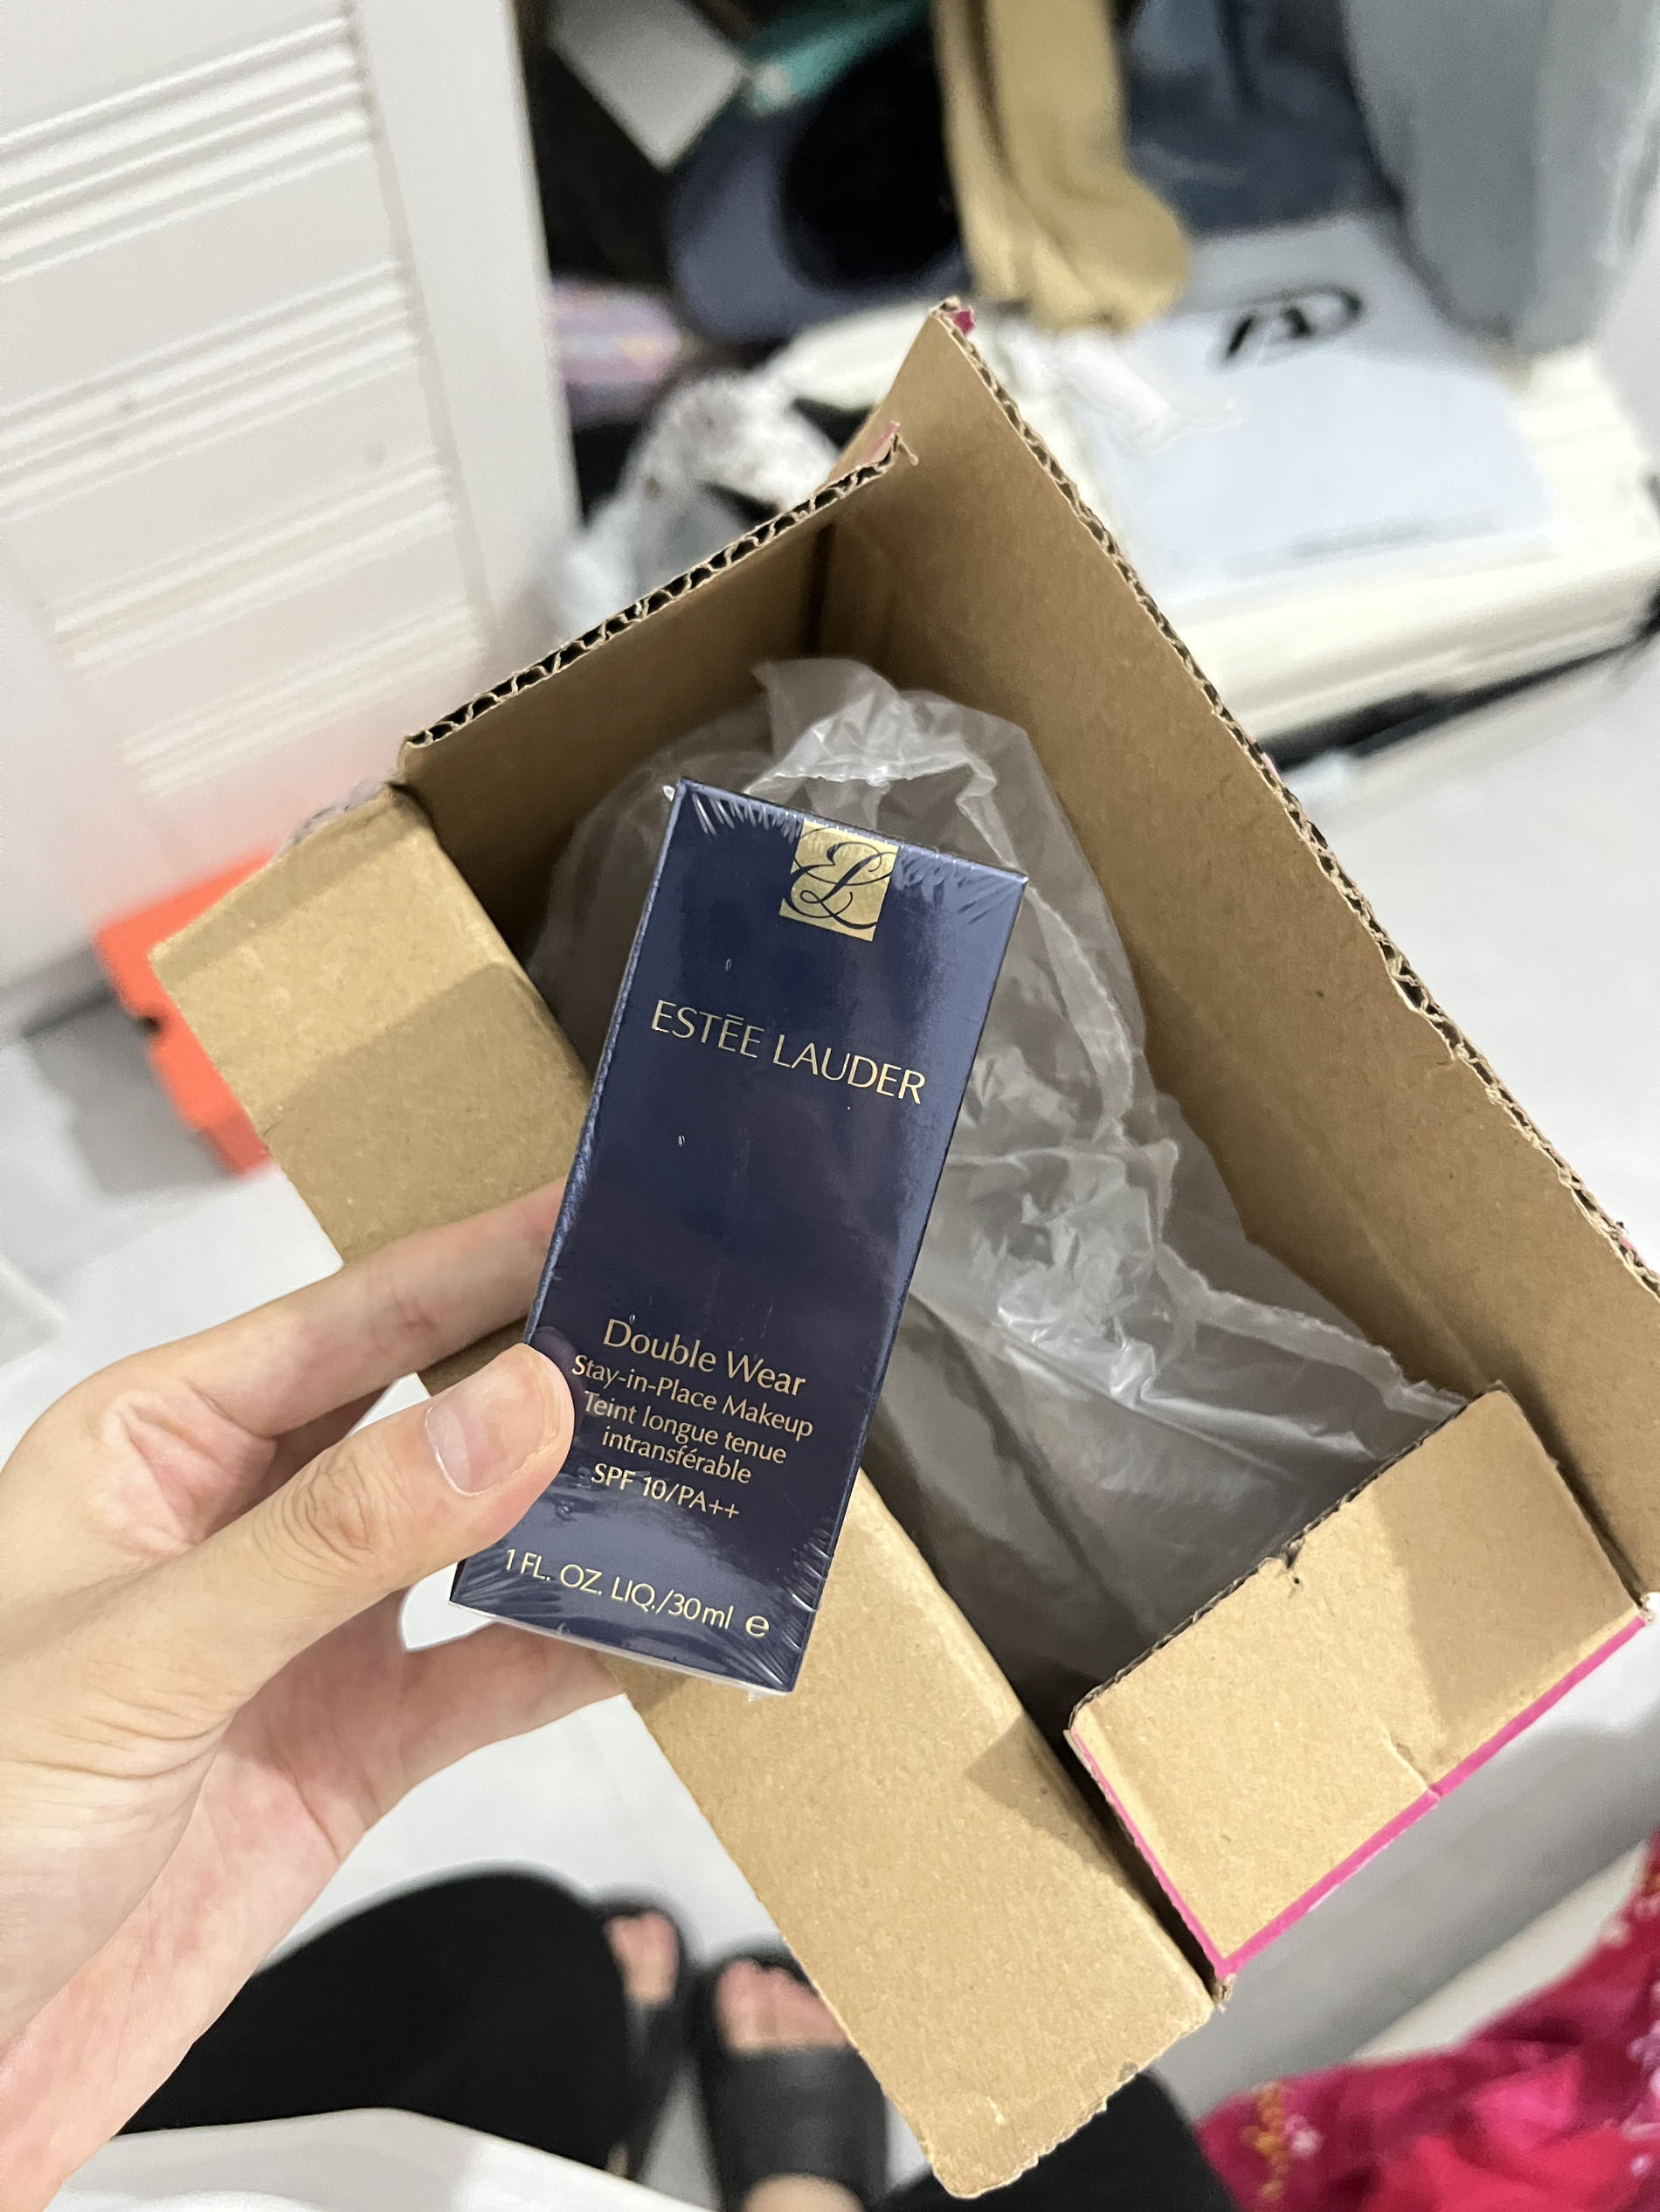 ESTĒE LAUDER
Double Wear
Stay-in-Place Makeup
Teint longue tenue
intransférable
SPF 10/PA++
1 FL. OZ. LIQ./30ml ℮